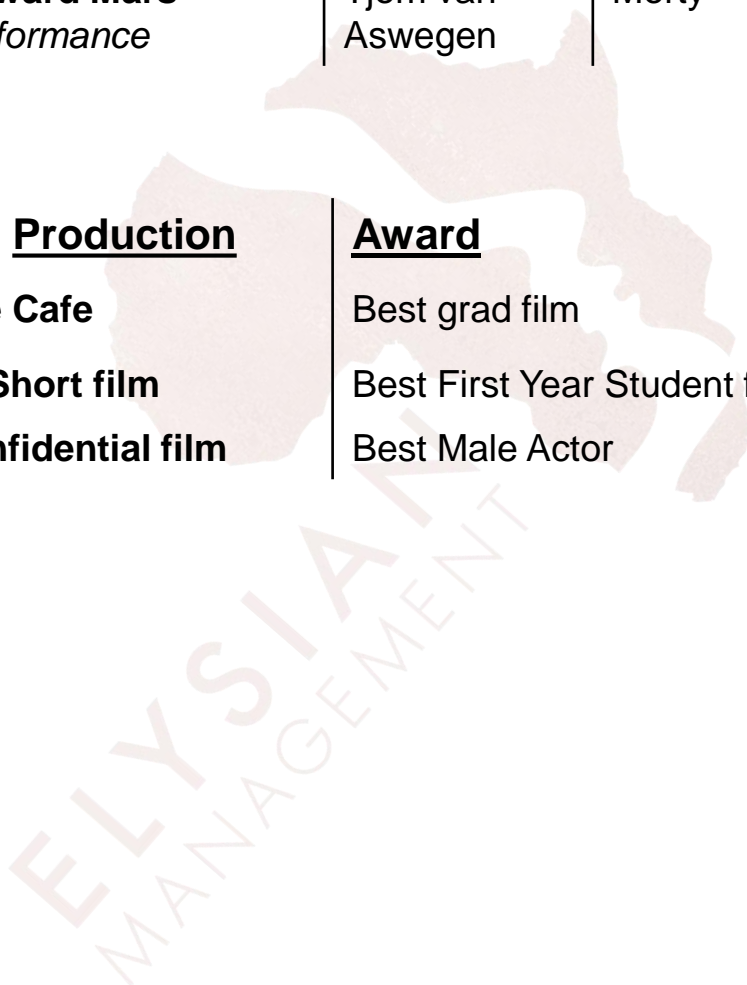 formance
Aswegen
Production Award
Cafe Best grad film
Short film Best First Year Student
nfidential film Best Male Actor
ELYSIAN
MANAGEMENT